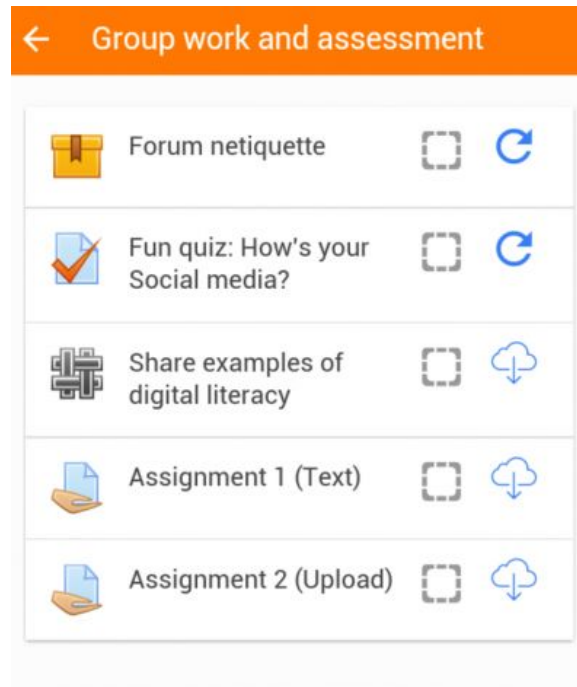 Group work and assessment
Forum netiquette
Fun quiz: How's your
Social media?
Share examples of
digital literacy
Assignment 1 (Text)
Assignment 2 (Upload)